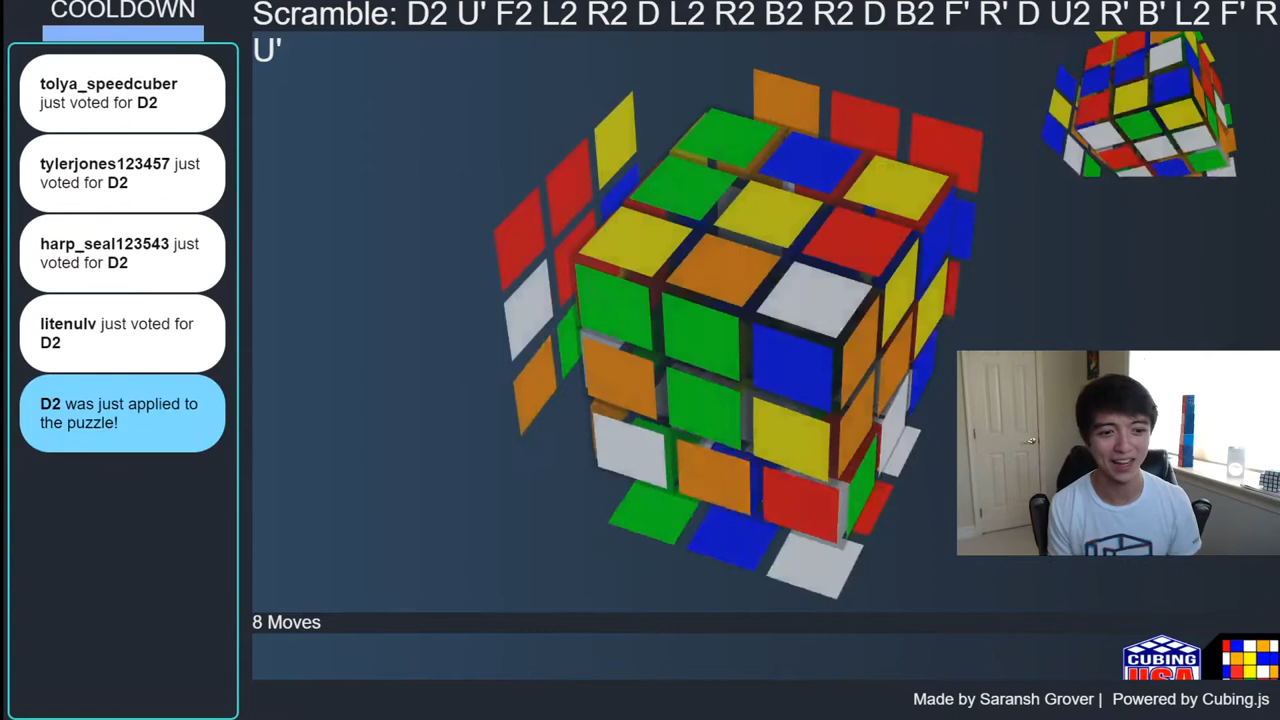 COOLDOWN
Scramble: D2 U' F2 L2 R2 D L2 R2 B2 R2 D B2 F' R' D U2 R' B' L2 F' R
U'
tolya_speedcuber
just voted for D2
tylerjones123457 just
voted for D2
harp_seal123543 just
voted for D2
litenulv just voted for
D2
D2 was just applied to
the puzzle!
8 Moves
CUBING
USA
Made by Saransh Grover | Powered by Cubing.js